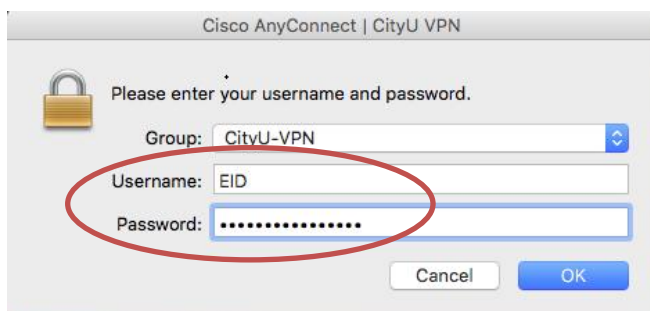 Cisco AnyConnect | CityU VPN
Please enter your username and password.
Group: CityU-VPN
Username: EID
Password: ••••••••••••••••
Cancel OK